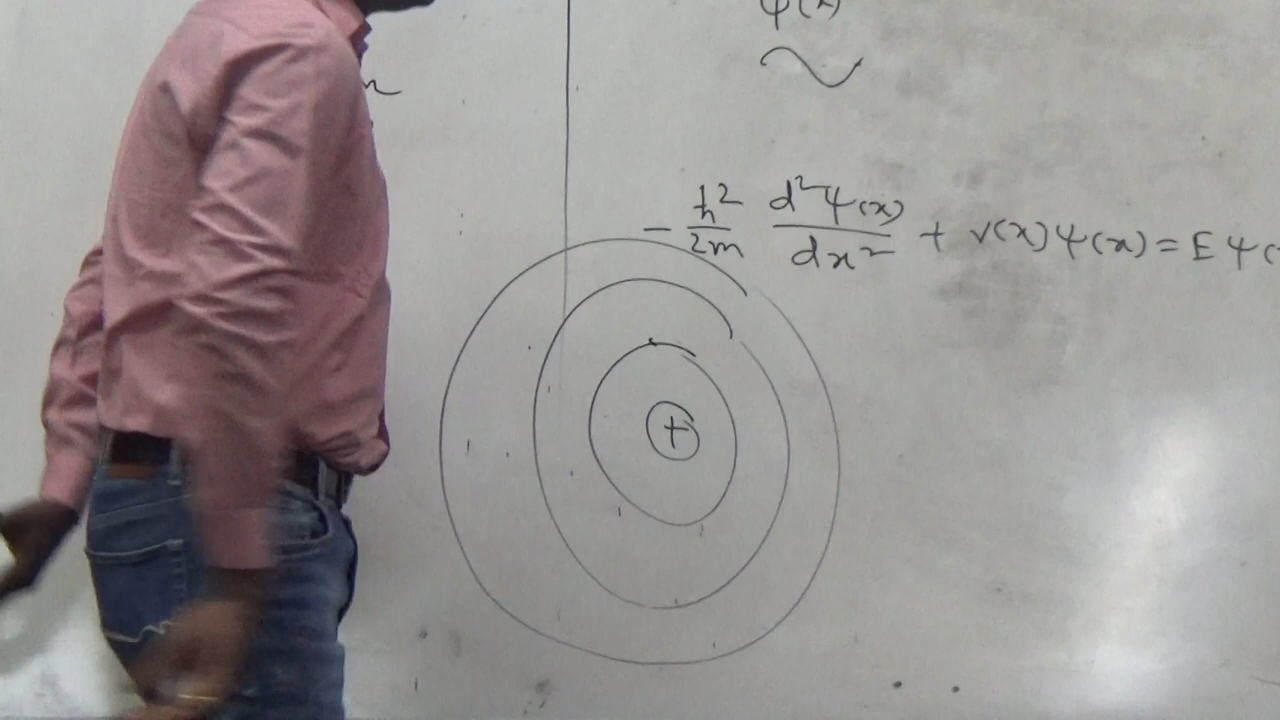 ψ(x)
-ħ²/2m d²ψ(x)/dx² + v(x)ψ(x) = Eψ(
+